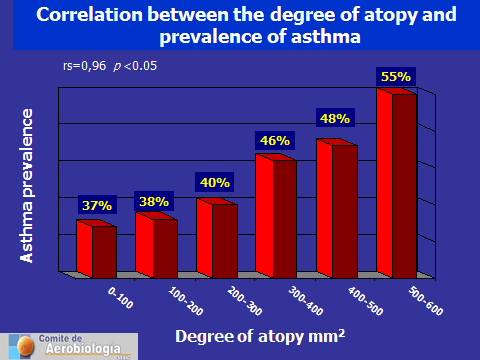 Correlation between the degree of atopy and
prevalence of asthma
rs=0,96 p <0.05
Asthma prevalence
37%
38%
40%
46%
48%
55%
0-100
100-200
200-300
300-400
400-500
500-600
Degree of atopy mm²
Comite de
Aerobiología